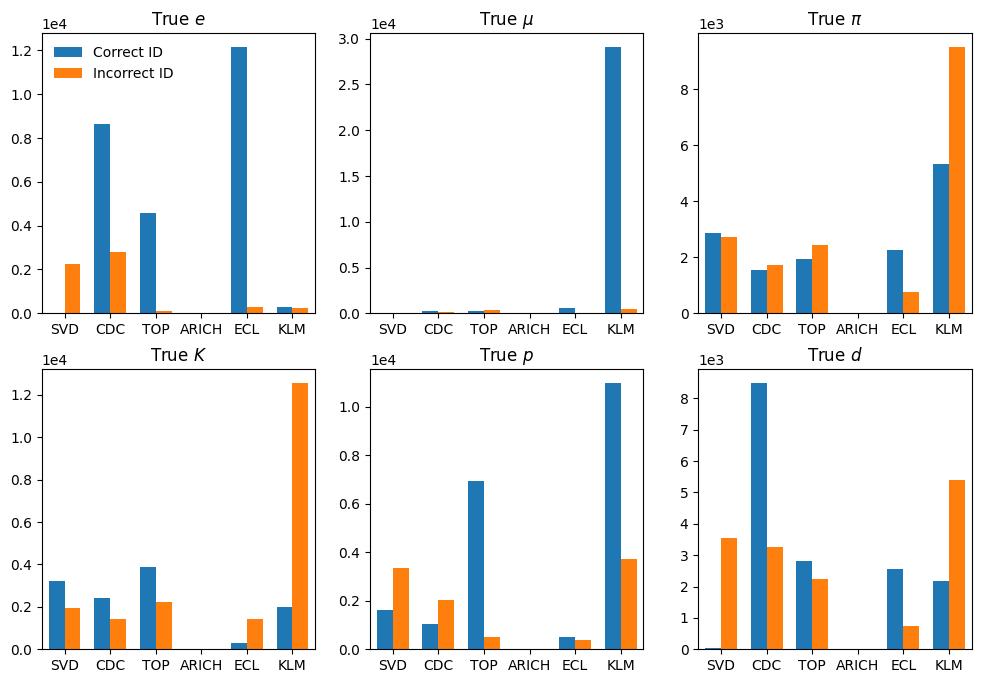 True e
1e4
1.2
1.0
0.8
0.6
0.4
0.2
0.0
Correct ID
Incorrect ID
SVD CDC TOP ARICH ECL KLM
True μ
1e4
3.0
2.5
2.0
1.5
1.0
0.5
0.0
SVD CDC TOP ARICH ECL KLM
True π
1e3
8
6
4
2
0
SVD CDC TOP ARICH ECL KLM
True K
1e4
1.2
1.0
0.8
0.6
0.4
0.2
0.0
SVD CDC TOP ARICH ECL KLM
True p
1e4
1.0
0.8
0.6
0.4
0.2
0.0
SVD CDC TOP ARICH ECL KLM
True d
1e3
8
7
6
5
4
3
2
1
0
SVD CDC TOP ARICH ECL KLM